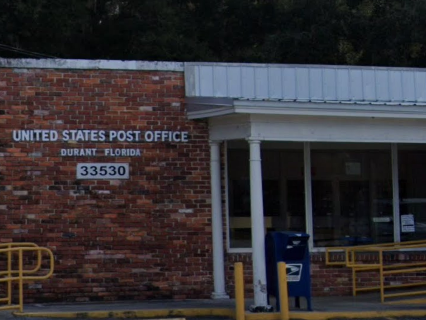 UNITED STATES POST OFFICE
DURANT FLORIDA
33530